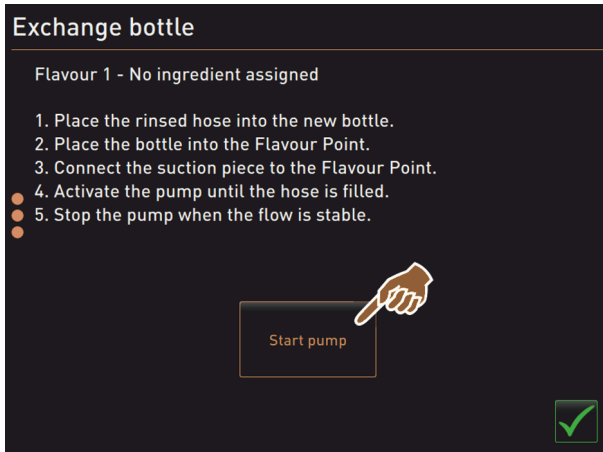 Exchange bottle
Flavour 1 - No ingredient assigned
1. Place the rinsed hose into the new bottle.
2. Place the bottle into the Flavour Point.
3. Connect the suction piece to the Flavour Point.
4. Activate the pump until the hose is filled.
5. Stop the pump when the flow is stable.
Start pump